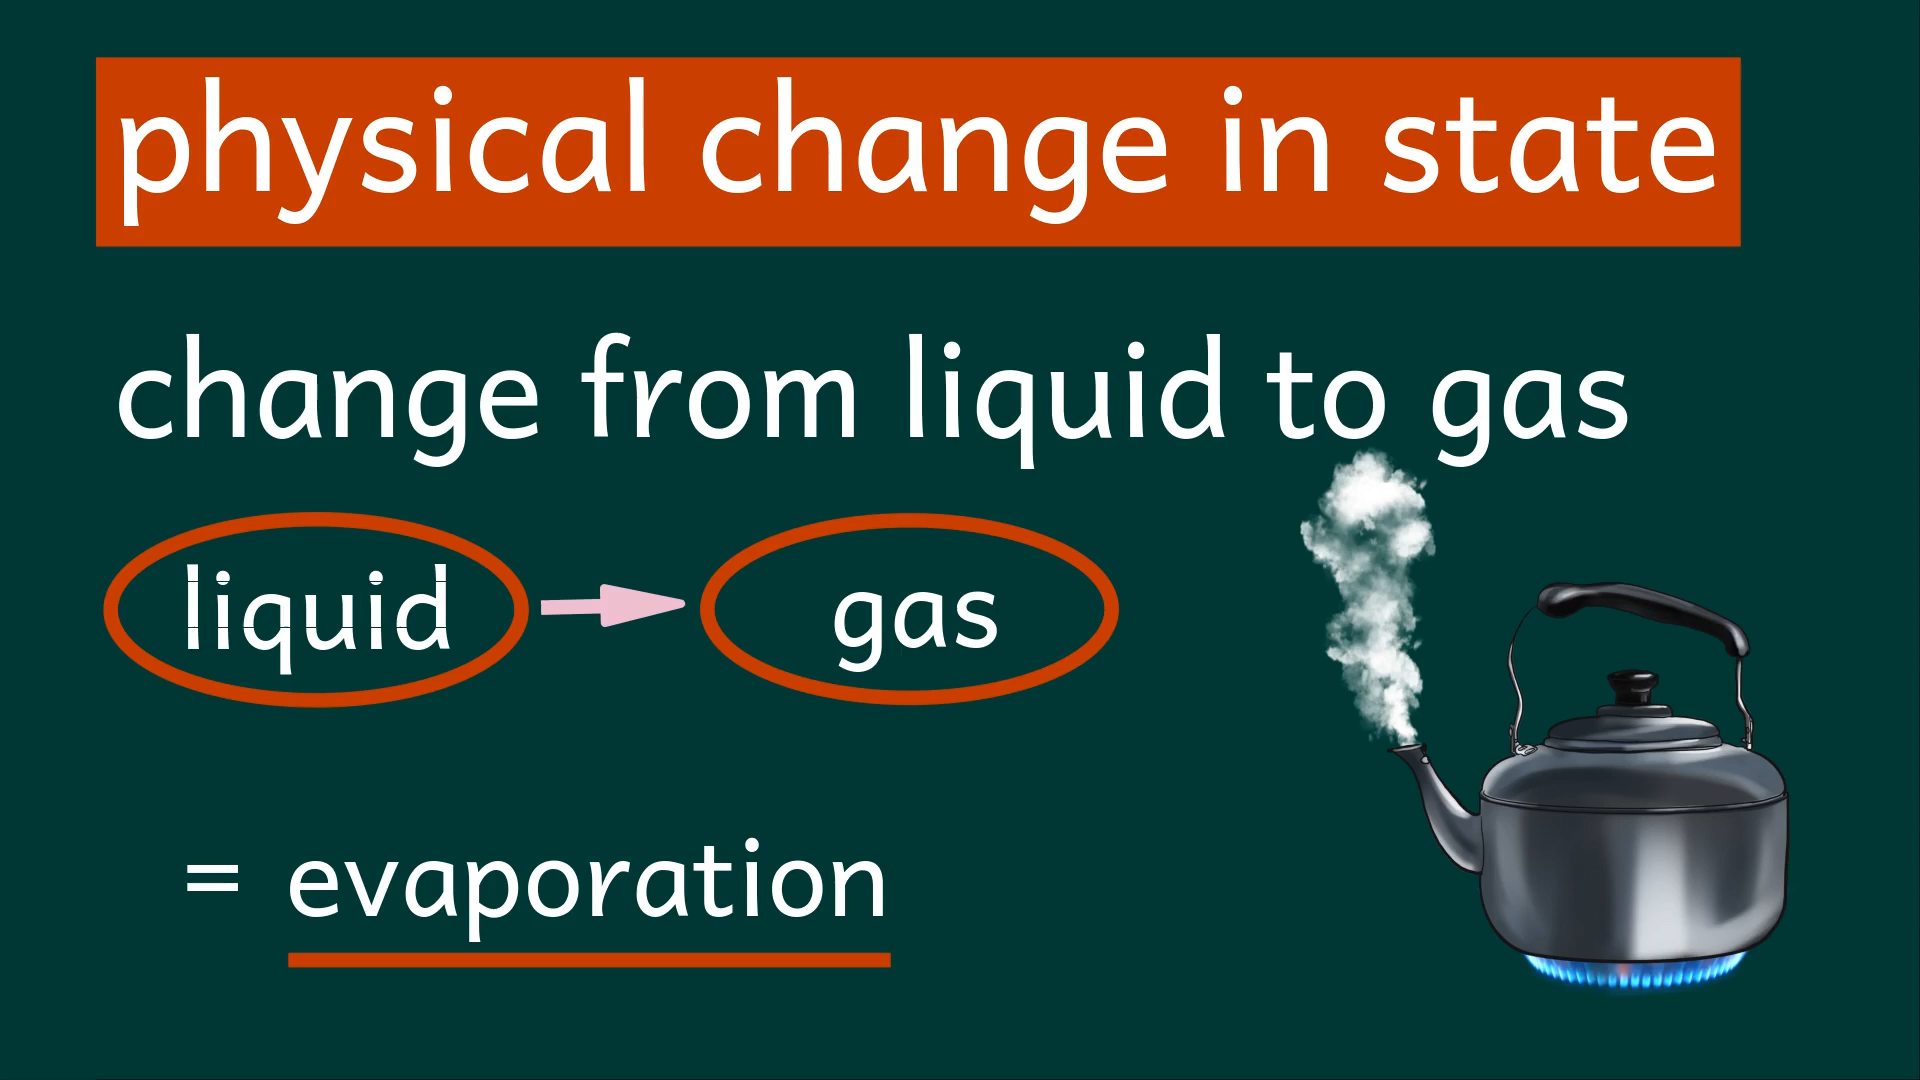 physical change in state
change from liquid to gas
liquid gas
= evaporation